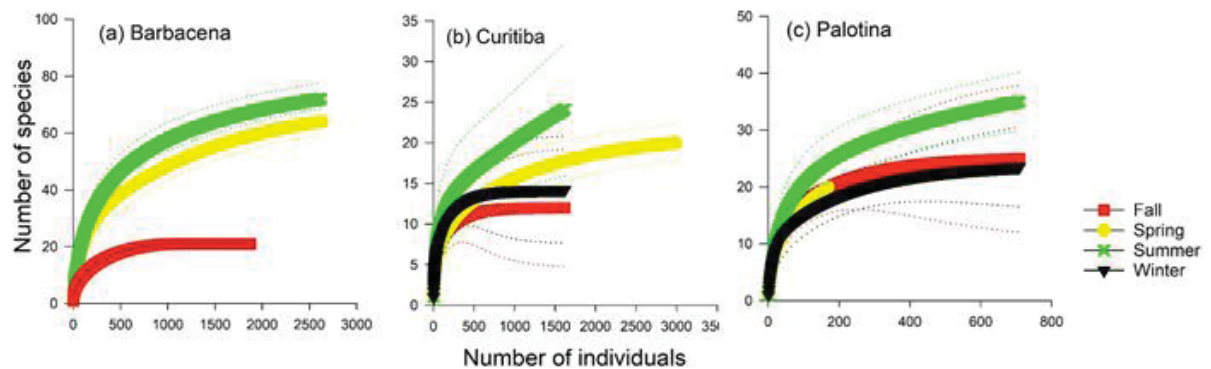 (a) Barbacena
(b) Curitiba
(c) Palotina
Number of species
100
80
60
40
20
0
0 500 1000 1500 2000 2500 3000
35
30
25
20
15
10
5
0
0 500 1000 1500 2000 2500 3000 350
50
40
30
20
10
0
0 200 400 600 800
Number of individuals
Fall
Spring
Summer
Winter